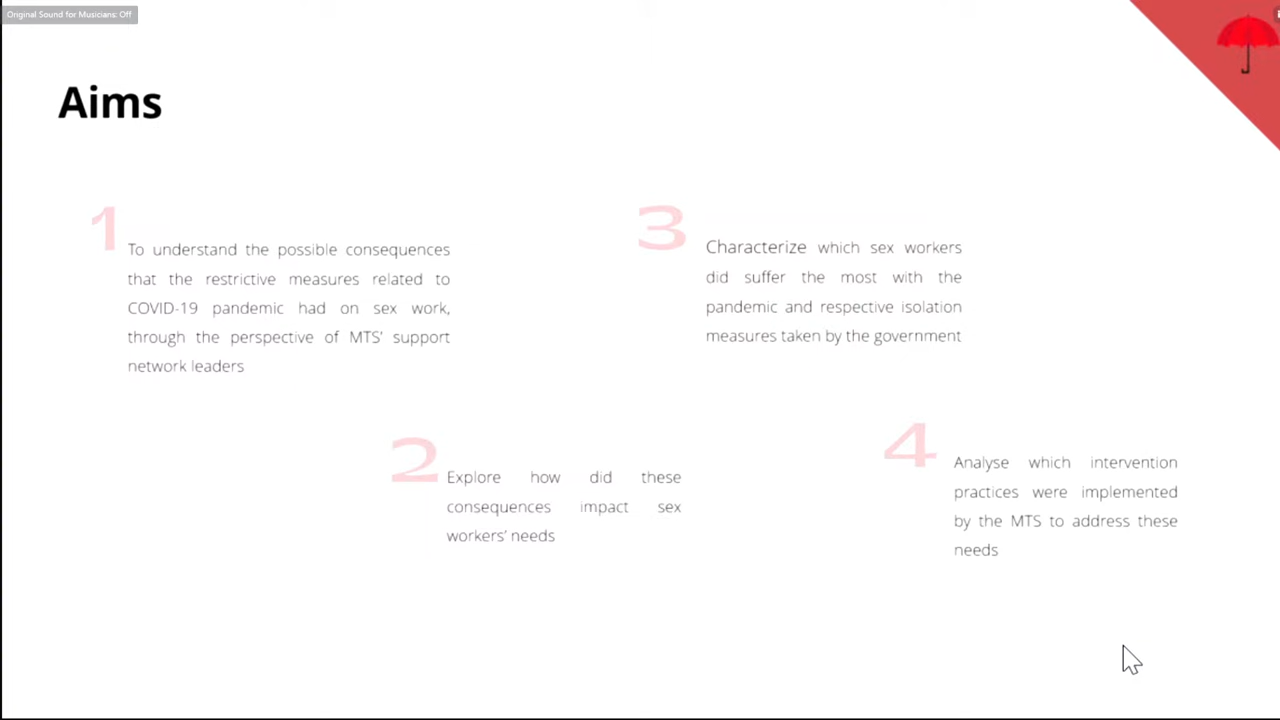 Original Sound for Musicians: Off
Aims
1
To understand the possible consequences
that the restrictive measures related to
COVID-19 pandemic had on sex work,
through the perspective of MTS' support
network leaders
2
Explore how did these
consequences impact sex
workers' needs
3
Characterize which sex workers
did suffer the most with the
pandemic and respective isolation
measures taken by the government
4
Analyse which intervention
practices were implemented
by the MTS to address these
needs